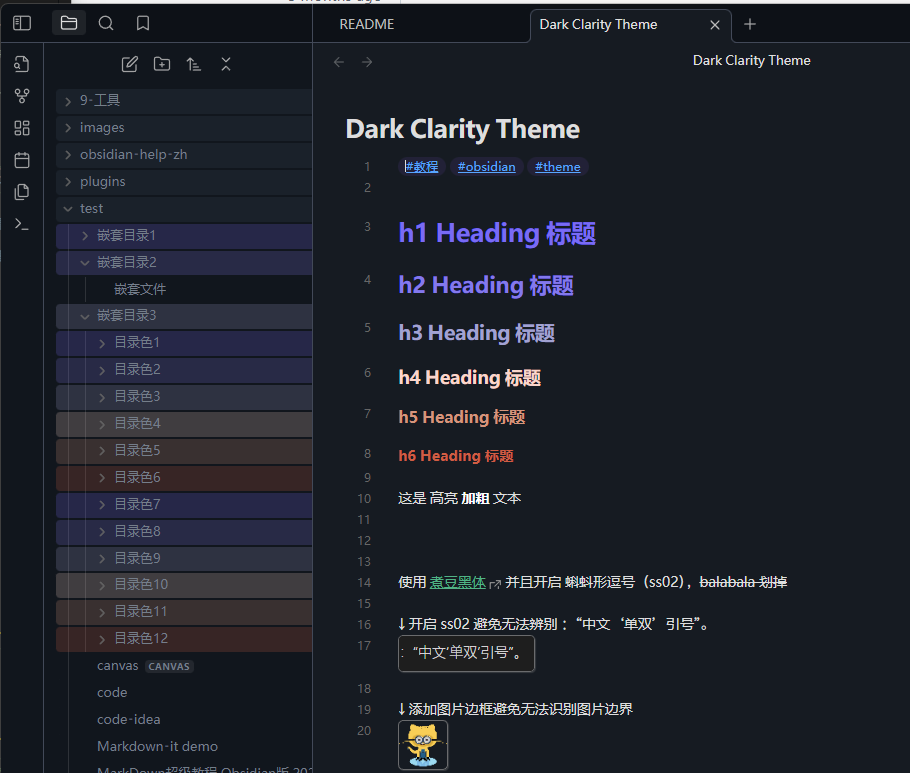 README
Dark Clarity Theme
Dark Clarity Theme
9-工具
images
obsidian-help-zh
plugins
test
嵌套目录1
嵌套目录2
嵌套文件
嵌套目录3
目录色1
目录色2
目录色3
目录色4
目录色5
目录色6
目录色7
目录色8
目录色9
目录色10
目录色11
目录色12
canvas CANVAS
code
code-idea
Markdown-it demo
Dark Clarity Theme
1 #教程 #obsidian #theme
2
3 h1 Heading 标题
4 h2 Heading 标题
5 h3 Heading 标题
6 h4 Heading 标题
7 h5 Heading 标题
8 h6 Heading 标题
9
10 这是 高亮 加粗 文本
11
12
13
14 使用 煮豆黑体 并且开启 蝌蚪形逗号（ss02），balabala 划掉
15
16 ↓开启 ss02 避免无法辨别：“中文‘单双’引号”。
17 ：“中文‘单双’引号”。
18
19 ↓添加图片边框避免无法识别图片边界
20